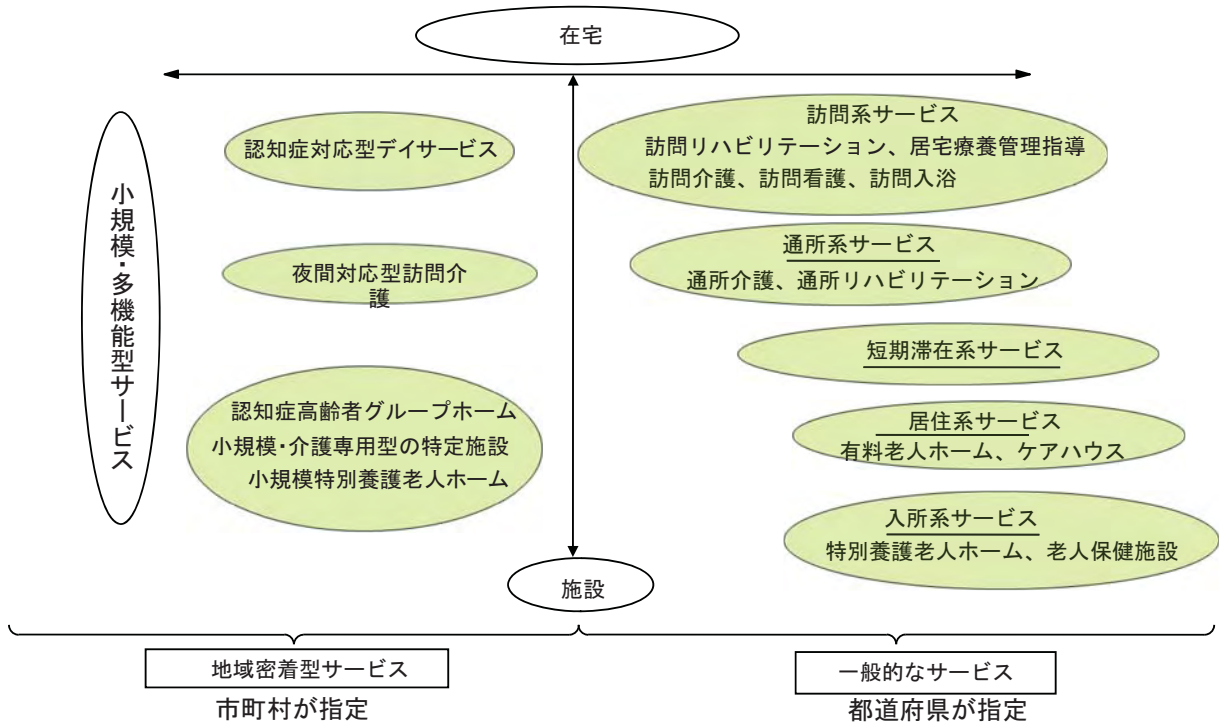 在宅
小規模・多機能型サービス
認知症対応型デイサービス
夜間対応型訪問介
護
認知症高齢者グループホーム
小規模・介護専用型の特定施設
小規模特別養護老人ホーム
訪問系サービス
訪問リハビリテーション、居宅療養管理指導
訪問介護、訪問看護、訪問入浴
通所系サービス
通所介護、通所リハビリテーション
短期滞在系サービス
居住系サービス
有料老人ホーム、ケアハウス
入所系サービス
特別養護老人ホーム、老人保健施設
施設
地域密着型サービス
市町村が指定
一般的なサービス
都道府県が指定